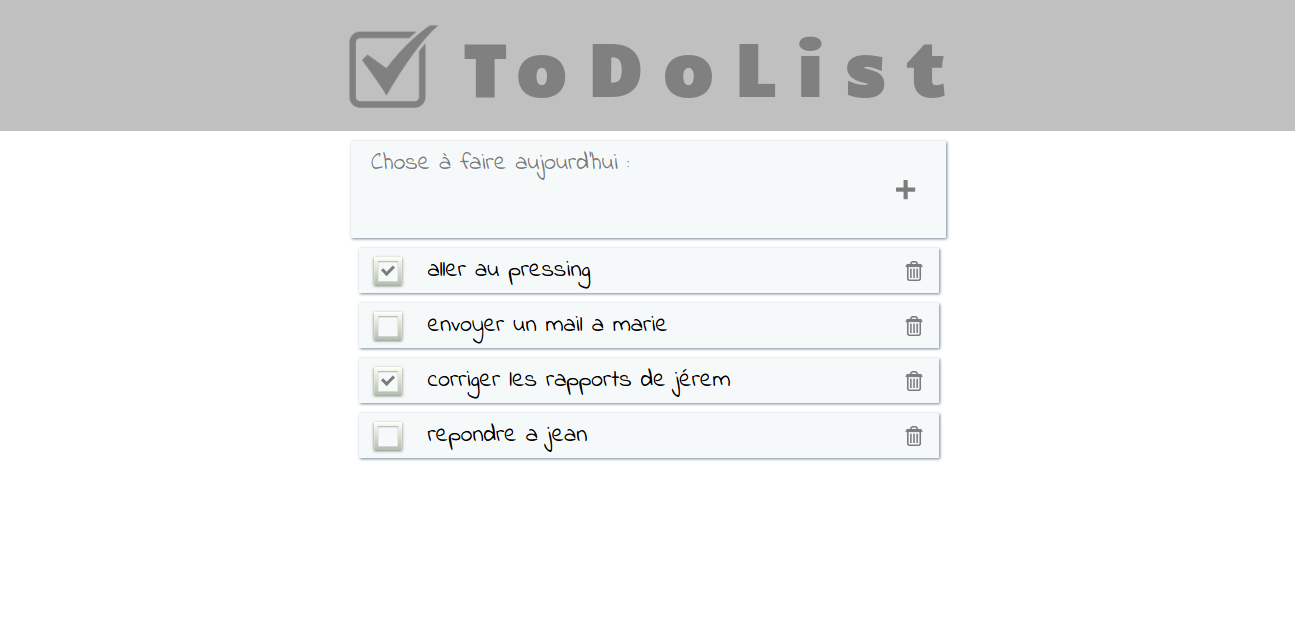 ToDoList
Chose à faire aujourd'hui :
aller au pressing
envoyer un mail a marie
corriger les rapports de jérem
repondre a jean